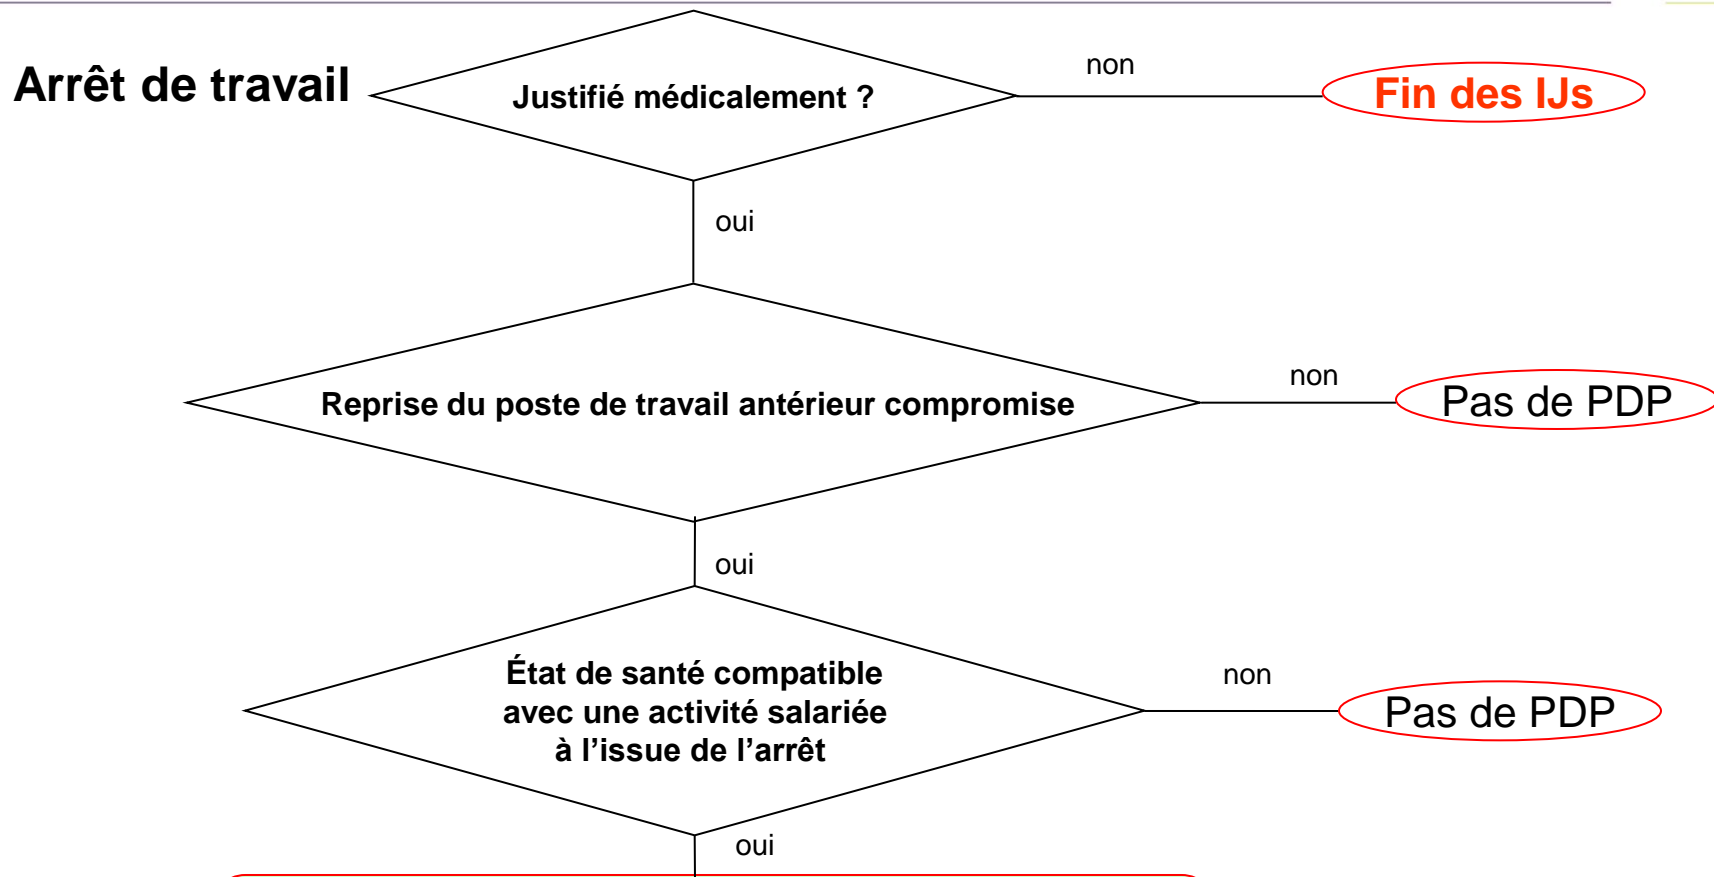 Arrêt de travail
Justifié médicalement ?
non
Fin des IJs
oui
Reprise du poste de travail antérieur compromise
non
Pas de PDP
oui
État de santé compatible
avec une activité salariée
à l’issue de l’arrêt
non
Pas de PDP
oui